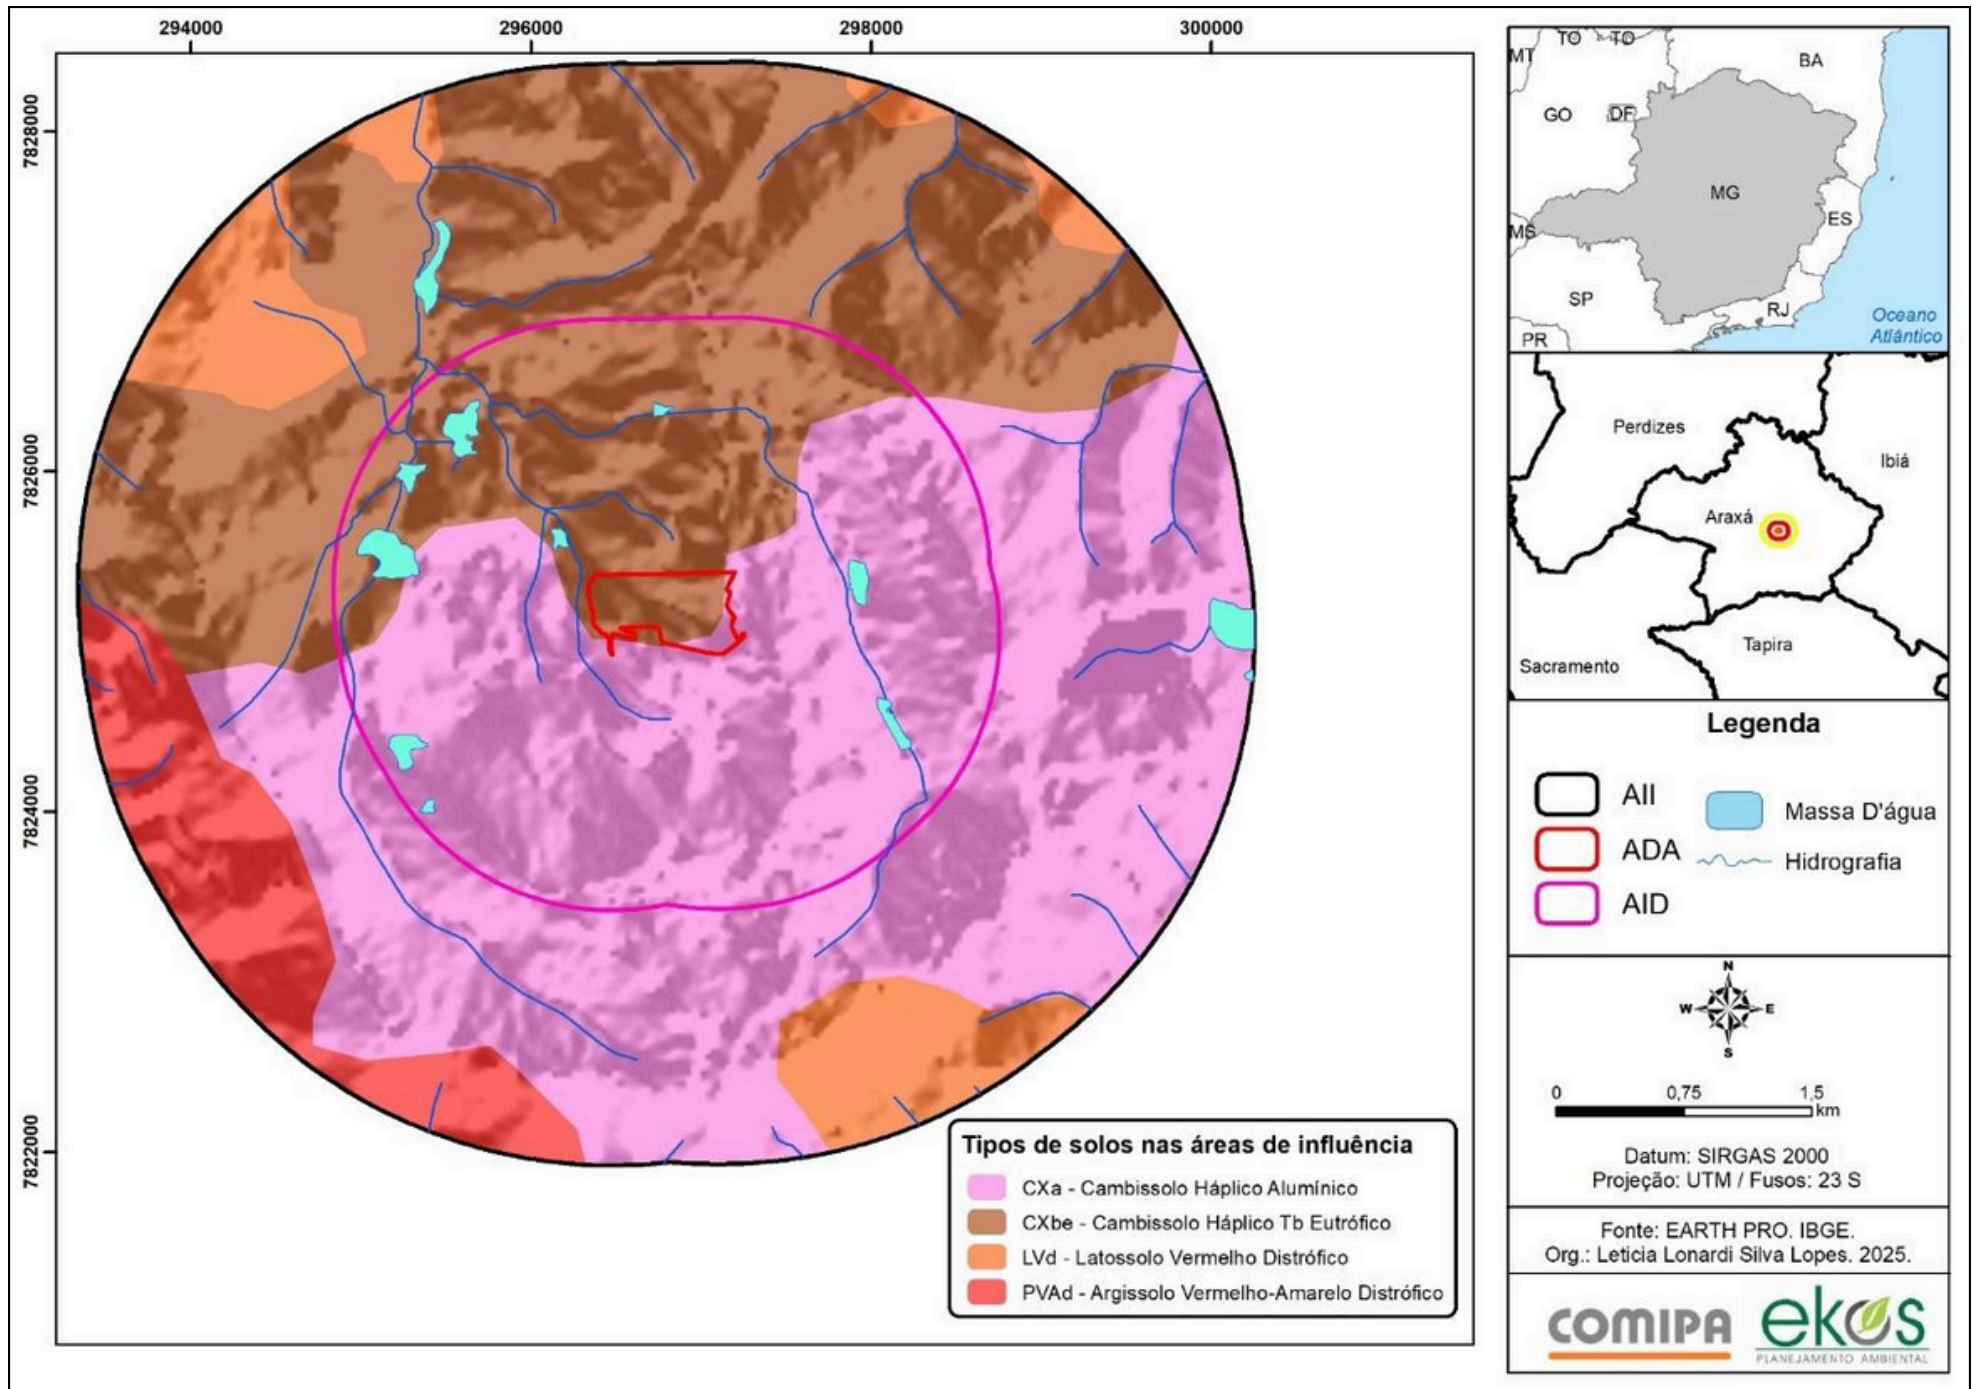 294000
296000
298000
300000
7828000
7826000
7824000
7822000
Tipos de solos nas áreas de influência
CXa - Cambissolo Háplico Alumínico
CXbe - Cambissolo Háplico Tb Eutrófico
LVd - Latossolo Vermelho Distrófico
PVAd - Argissolo Vermelho-Amarelo Distrófico
TO
TO
MT
BA
GO
DF
MG
ES
MS
SP
RJ
PR
Oceano
Atlântico
Perdizes
Ibiá
Araxá
Tapira
Sacramento
Legenda
AII
ADA
AID
Massa D'água
Hidrografia
N
W
E
S
0
0,75
1,5
km
Datum: SIRGAS 2000
Projeção: UTM / Fusos: 23 S
Fonte: EARTH PRO. IBGE.
Org.: Leticia Lonardi Silva Lopes. 2025.
COMIPA
ekos
PLANEJAMENTO AMBIENTAL